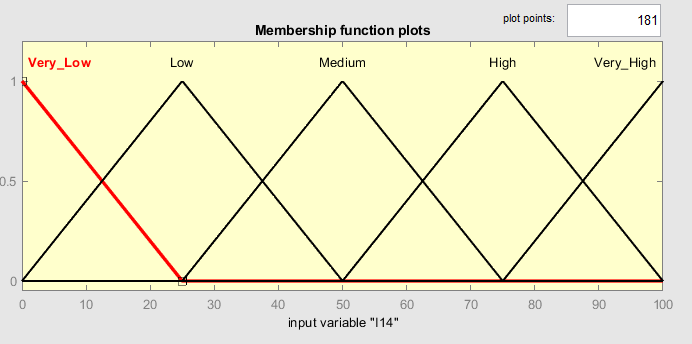 plot points: 181
Membership function plots
Very_Low Low Medium High Very_High
1
0.5
0
0 10 20 30 40 50 60 70 80 90 100
input variable "I14"